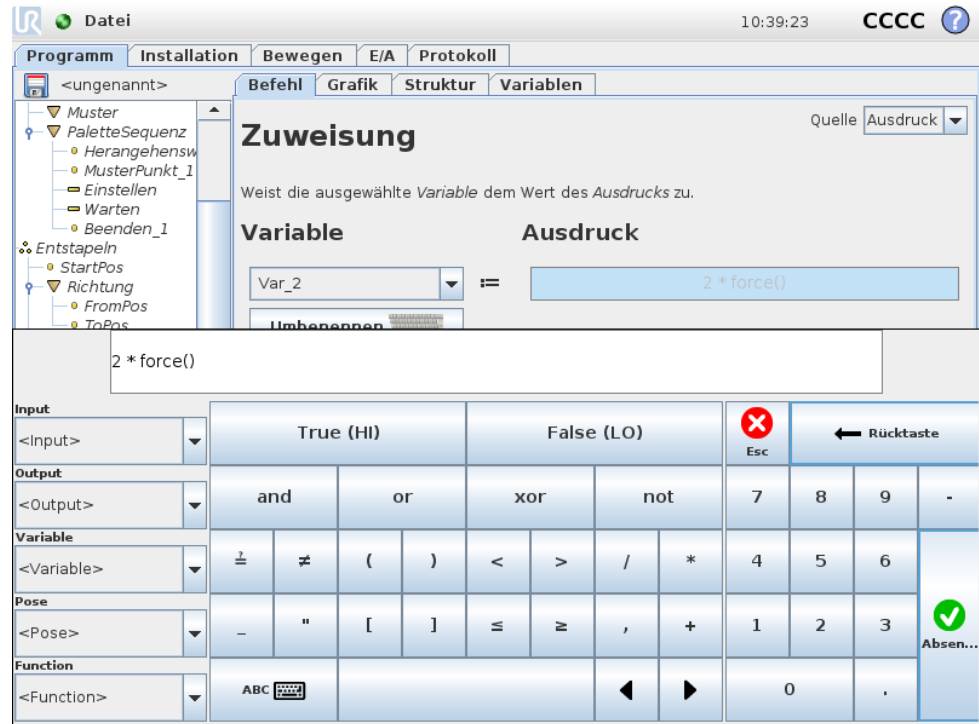 UR Datei 10:39:23 CCCC ?
Programm Installation Bewegen E/A Protokoll
<ungenannt> Befehl Grafik Struktur Variablen
Muster
PaletteSequenz
Herangehensw
MusterPunkt_1
Einstellen
Warten
Beenden_1
Entstapeln
StartPos
Richtung
FromPos
ToPos
Zuweisung
Quelle Ausdruck
Weist die ausgewählte Variable dem Wert des Ausdrucks zu.
Variable Ausdruck
Var_2 := 2 * force()
Umbenennen
2 * force()
Input
<Input> True (HI) False (LO) Esc Rücktaste
Output
<Output> and or xor not 7 8 9 -
Variable
<Variable> ≟ ≠ ( ) < > / * 4 5 6
Pose
<Pose> _ " [ ] ≤ ≥ , + 1 2 3 Absen...
Function
<Function> ABC 0 .